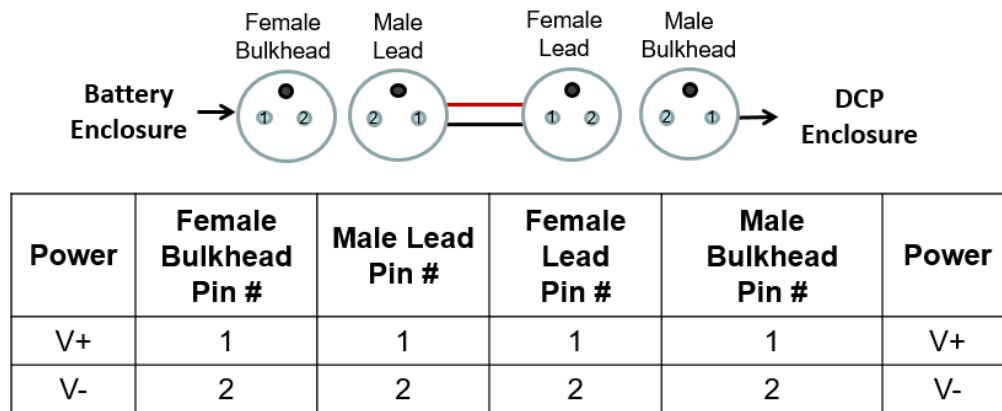 Female
Bulkhead
Male
Lead
Female
Lead
Male
Bulkhead
Battery
Enclosure
1 2
2 1
1 2
2 1
DCP
Enclosure
Power
Female
Bulkhead
Pin #
Male Lead
Pin #
Female
Lead
Pin #
Male
Bulkhead
Pin #
Power
V+ 1 1 1 1 V+
V- 2 2 2 2 V-